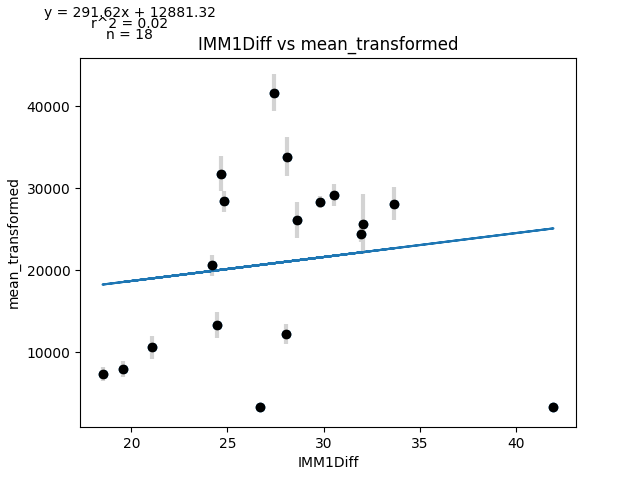 y = 291.62x + 12881.32
r^2 = 0.02
n = 18
IMM1Diff vs mean_transformed
mean_transformed
40000
30000
20000
10000
20
25
30
35
40
IMM1Diff